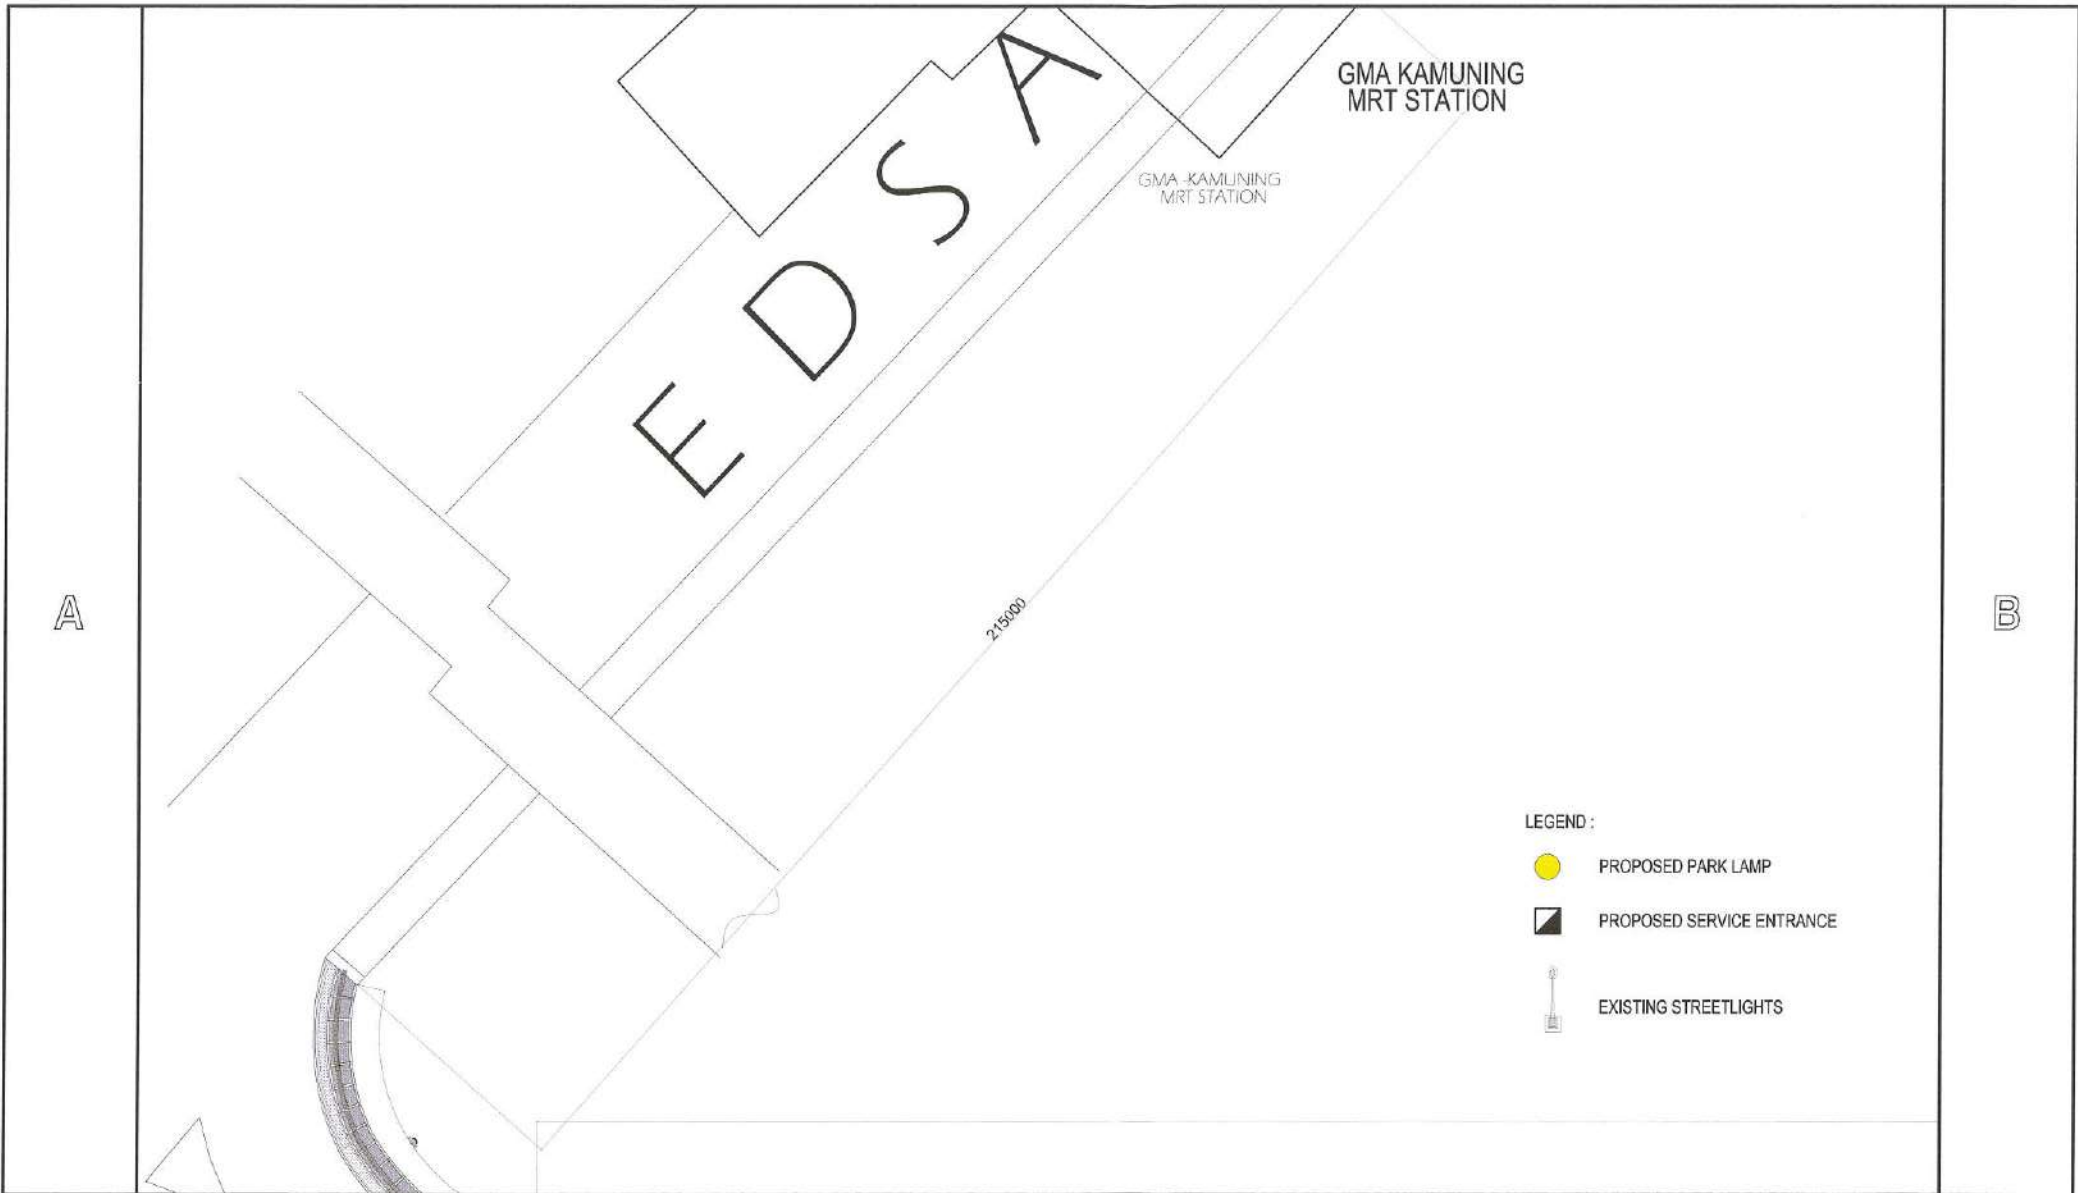 GMA KAMUNING
MRT STATION
EDSA
GMA-KAMUNING
MRT STATION
A
215000
B
LEGEND :
PROPOSED PARK LAMP
PROPOSED SERVICE ENTRANCE
EXISTING STREETLIGHTS